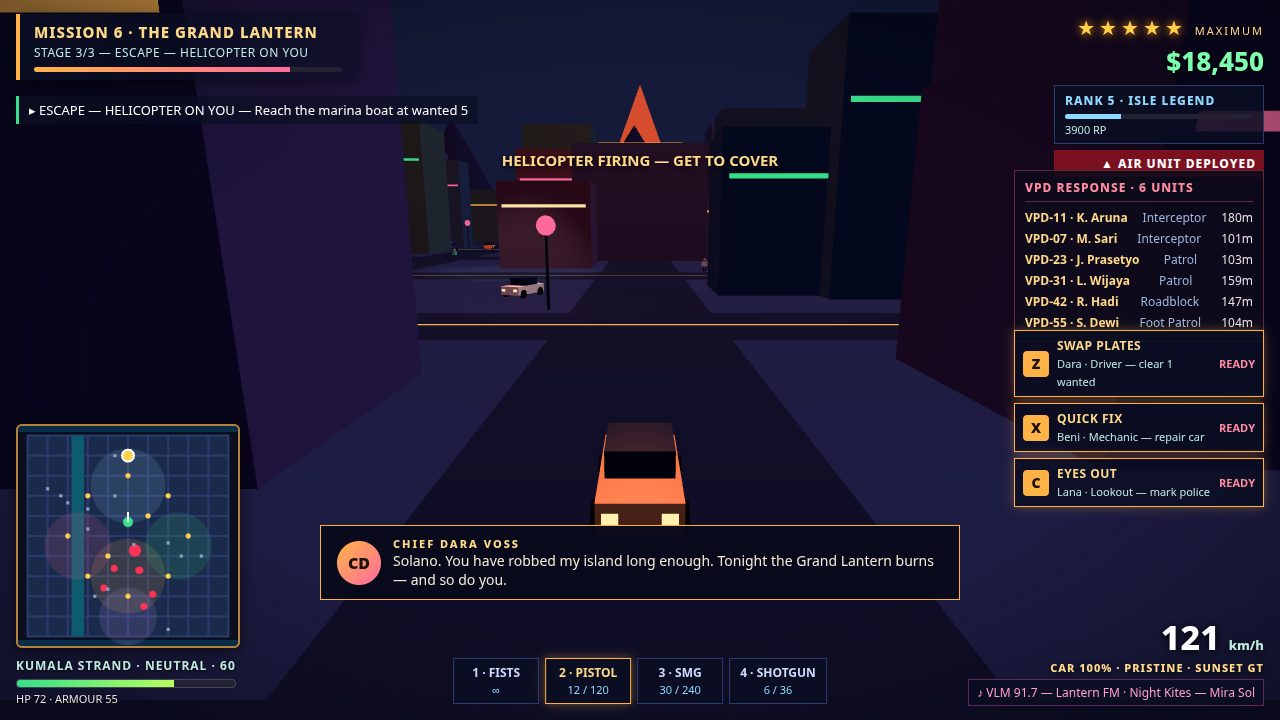 MISSION 6 · THE GRAND LANTERN
STAGE 3/3 — ESCAPE — HELICOPTER ON YOU
▸ ESCAPE — HELICOPTER ON YOU — Reach the marina boat at wanted 5
★★★★★ MAXIMUM
$18,450
RANK 5 · ISLE LEGEND
3900 RP
▲ AIR UNIT DEPLOYED
HELICOPTER FIRING — GET TO COVER
VPD RESPONSE · 6 UNITS
VPD-11 · K. Aruna Interceptor 180m
VPD-07 · M. Sari Interceptor 101m
VPD-23 · J. Prasetyo Patrol 103m
VPD-31 · L. Wijaya Patrol 159m
VPD-42 · R. Hadi Roadblock 147m
VPD-55 · S. Dewi Foot Patrol 104m
Z SWAP PLATES
Dara · Driver — clear 1
wanted
READY
X QUICK FIX
Beni · Mechanic — repair car
READY
C EYES OUT
Lana · Lookout — mark police
READY
CD
CHIEF DARA VOSS
Solano. You have robbed my island long enough. Tonight the Grand Lantern burns
— and so do you.
KUMALA STRAND · NEUTRAL · 60
HP 72 · ARMOUR 55
1 · FISTS
∞
2 · PISTOL
12 / 120
3 · SMG
30 / 240
4 · SHOTGUN
6 / 36
121 km/h
CAR 100% · PRISTINE · SUNSET GT
♪ VLM 91.7 — Lantern FM · Night Kites — Mira Sol